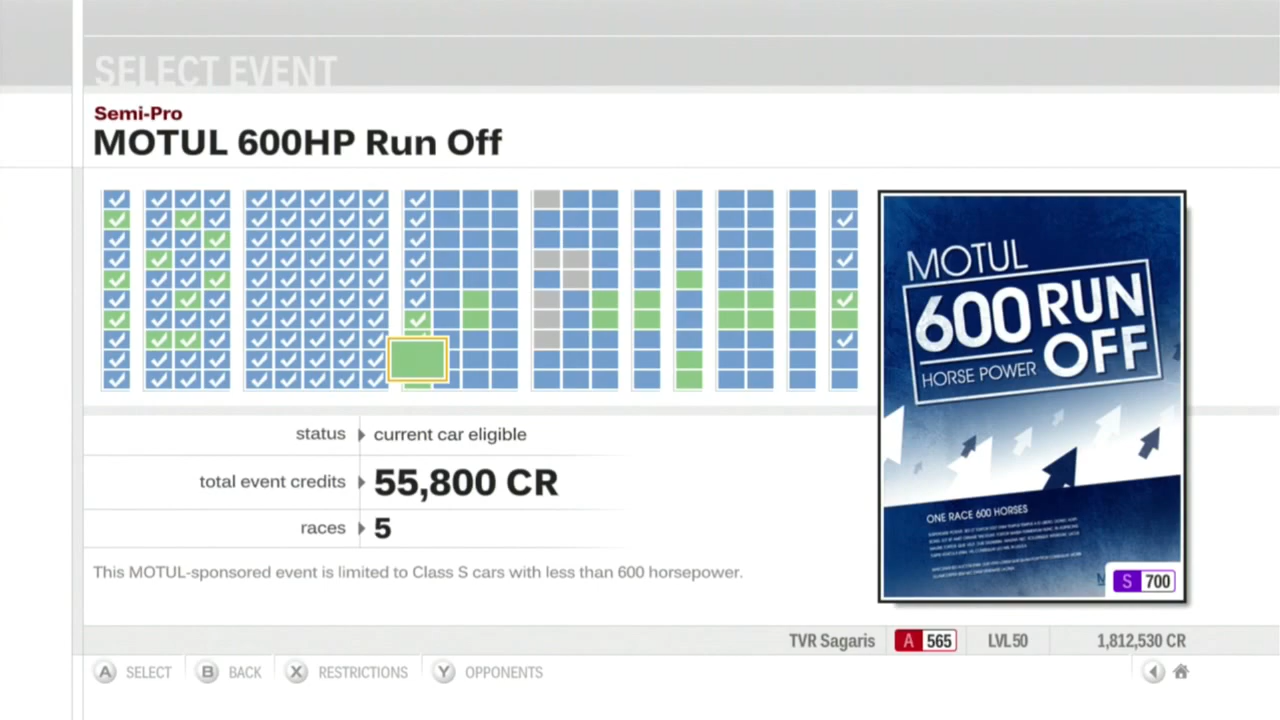 SELECT EVENT
Semi-Pro
MOTUL 600HP Run Off
MOTUL
600 RUN
HORSE POWER OFF
ONE RACE 600 HORSES
S 700
status current car eligible
total event credits 55,800 CR
races 5
This MOTUL-sponsored event is limited to Class S cars with less than 600 horsepower.
TVR Sagaris A 565 LVL50 1,812,530 CR
A SELECT B BACK X RESTRICTIONS Y OPPONENTS